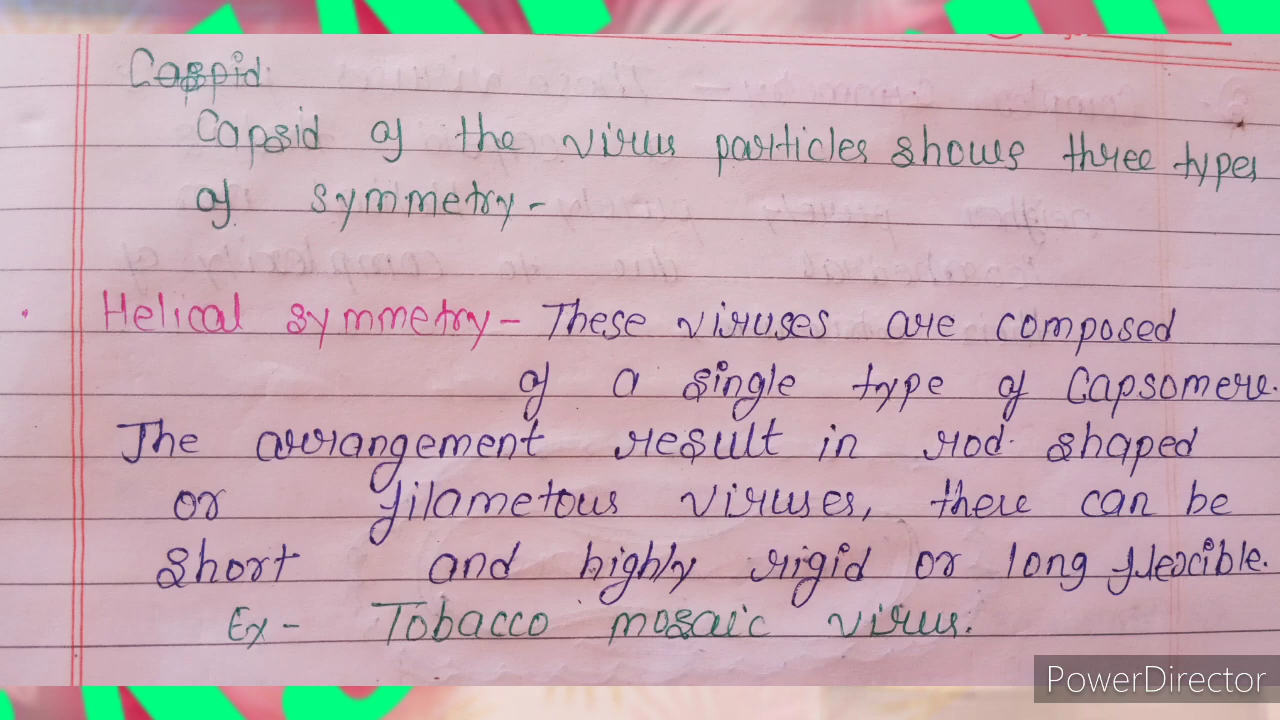 Caspid
Capsid of the virus particles shows three types
of symmetry-
Helical symmetry - These viruses are composed
of a single type of Capsomere.
The arrangement result in rod shaped
or filametous viruses, there can be
short and highly rigid or long flexcible.
Ex - Tobacco mosaic virus.
PowerDirector